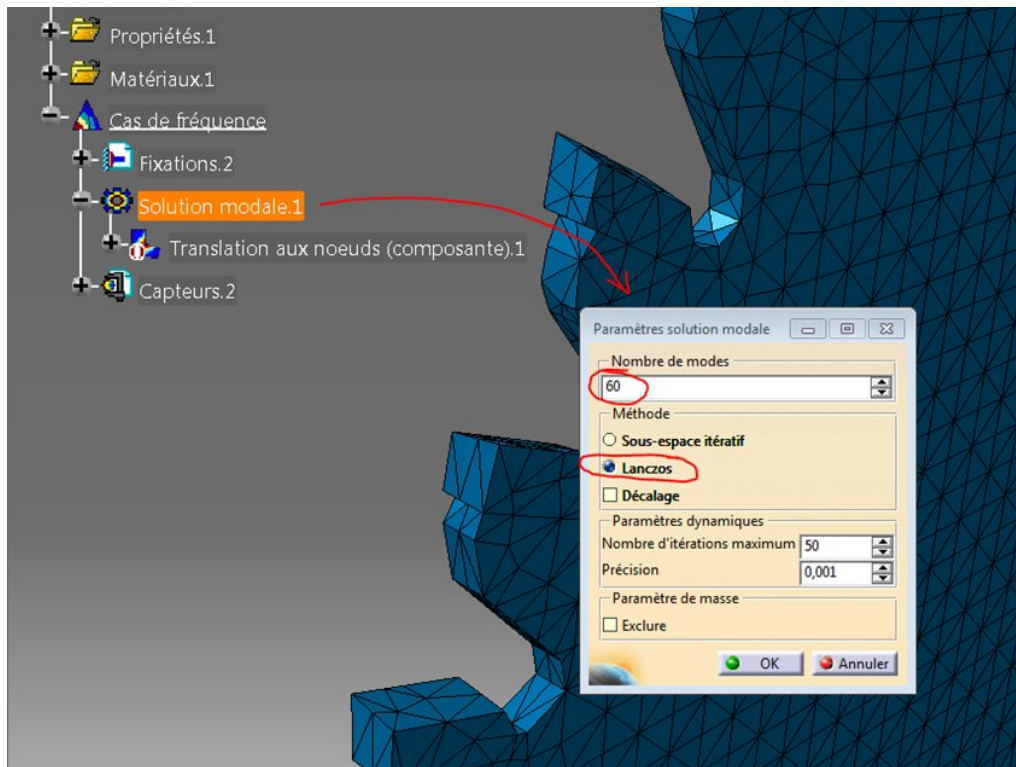 Propriétés.1
Matériaux.1
Cas de fréquence
Fixations.2
Solution modale.1
Translation aux noeuds (composante).1
Capteurs.2
Paramètres solution modale
Nombre de modes
60
Méthode
Sous-espace itératif
Lanczos
Décalage
Paramètres dynamiques
Nombre d'itérations maximum 50
Précision 0,001
Paramètre de masse
Exclure
OK Annuler